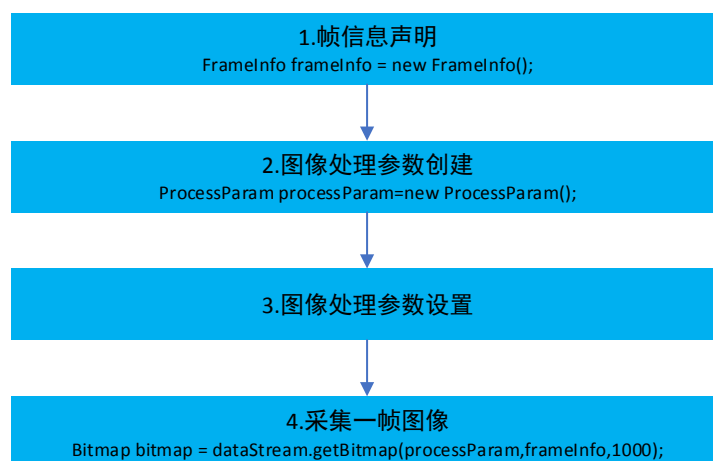 1.帧信息声明
FrameInfo frameInfo = new FrameInfo();
2.图像处理参数创建
ProcessParam processParam=new ProcessParam();
3.图像处理参数设置
4.采集一帧图像
Bitmap bitmap = dataStream.getBitmap(processParam,frameInfo,1000);